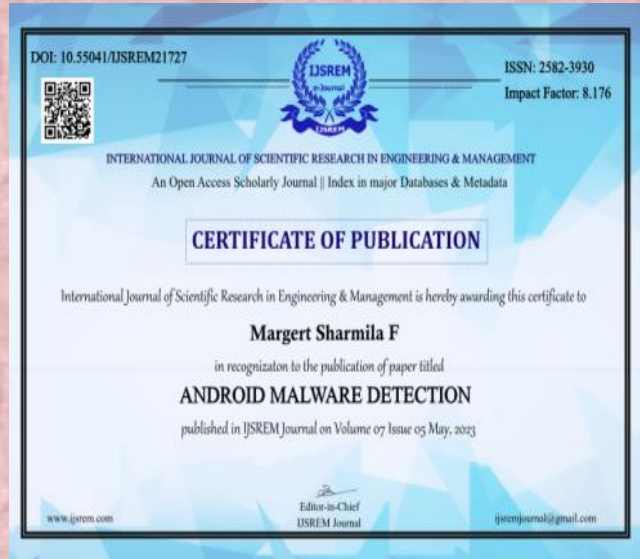 DOI: 10.55041/IJSREM21727
IJSREM
e-Journal
IJSREM
ISSN: 2582-3930
Impact Factor: 8.176
INTERNATIONAL JOURNAL OF SCIENTIFIC RESEARCH IN ENGINEERING & MANAGEMENT
An Open Access Scholarly Journal || Index in major Databases & Metadata
CERTIFICATE OF PUBLICATION
International Journal of Scientific Research in Engineering & Management is hereby awarding this certificate to
Margert Sharmila F
in recognizaton to the publication of paper titled
ANDROID MALWARE DETECTION
published in IJSREM Journal on Volume 07 Issue 05 May, 2023
Editor-in-Chief
IJSREM Journal
www.ijsrem.com
ijsremjournal@gmail.com